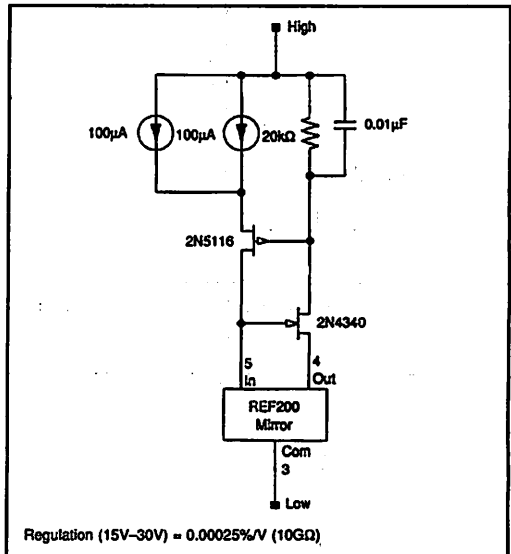 High
100μA
100μA
20kΩ
0.01μF
2N5116
2N4340
5
In
4
Out
REF200
Mirror
Com
3
Low
Regulation (15V–30V) = 0.00025%/V (10GΩ)